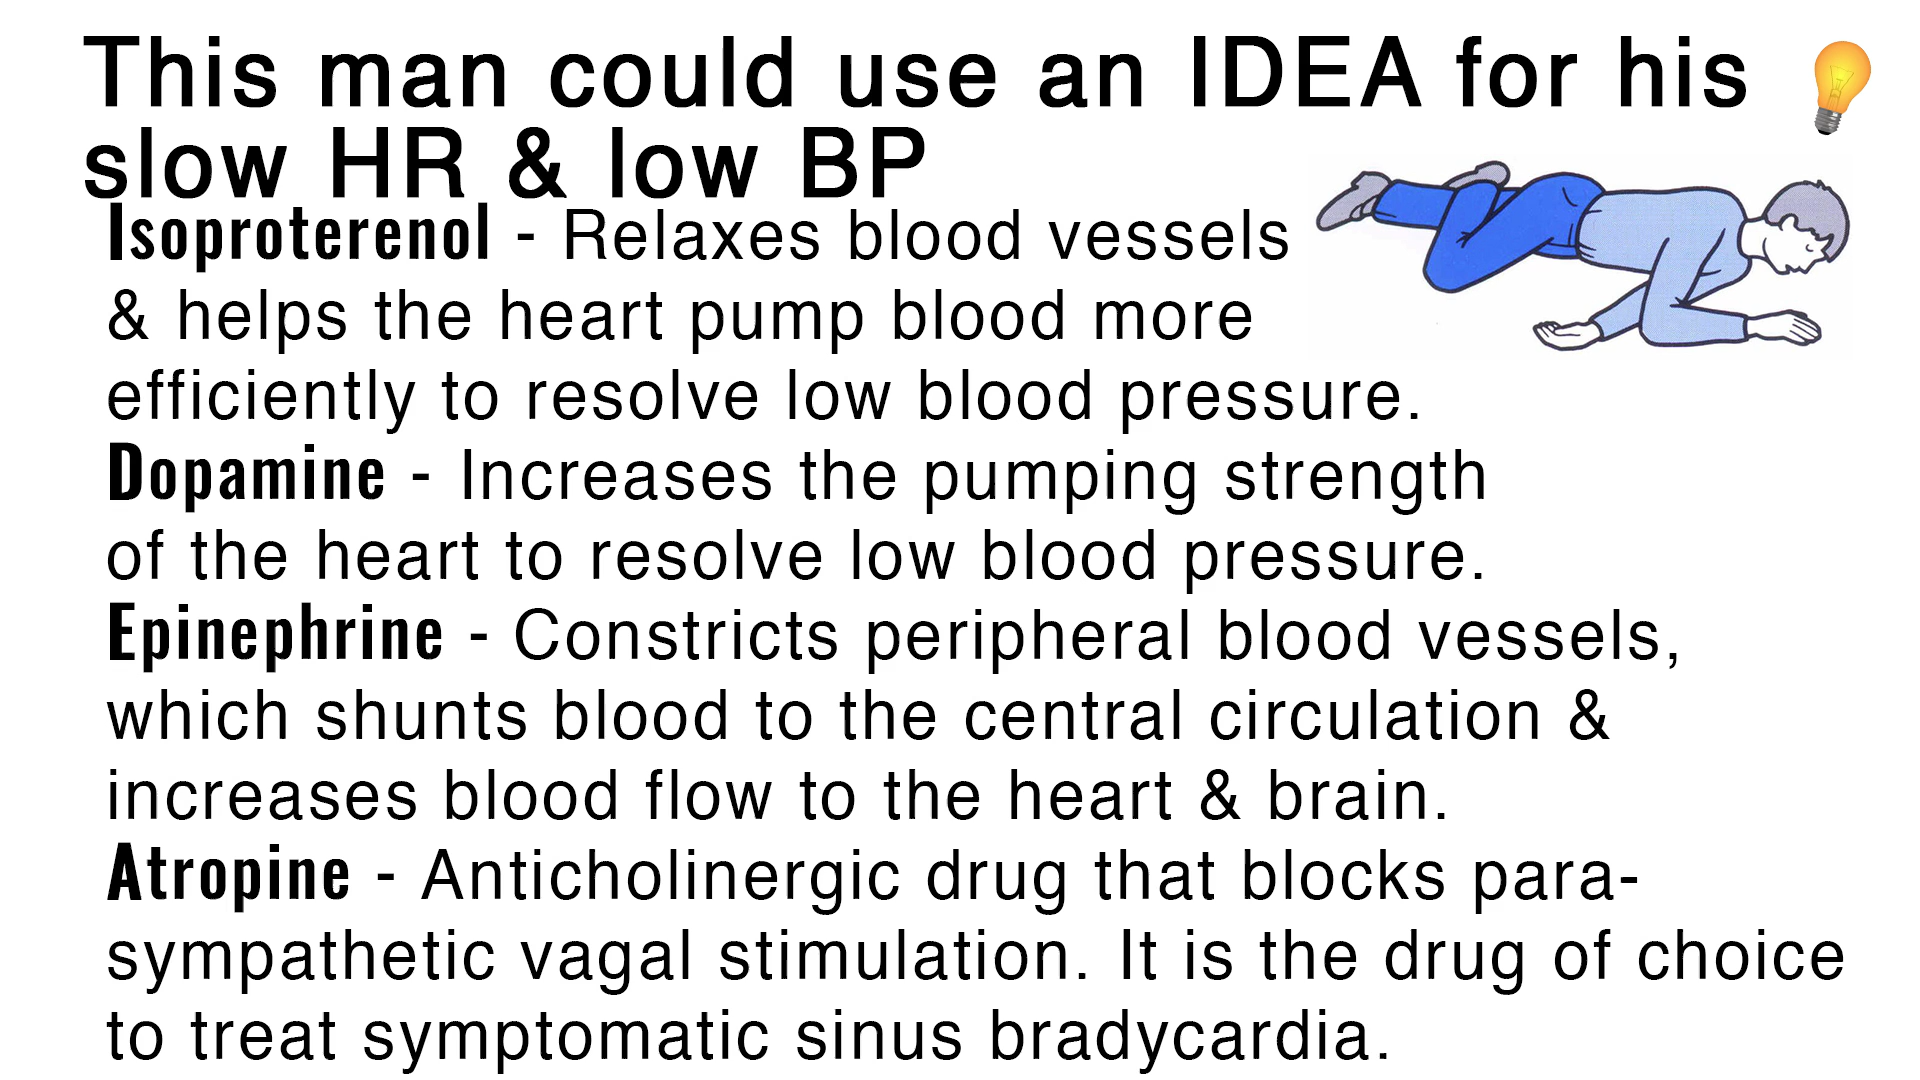 This man could use an IDEA for his
slow HR & low BP
Isoproterenol - Relaxes blood vessels
& helps the heart pump blood more
efficiently to resolve low blood pressure.
Dopamine - Increases the pumping strength
of the heart to resolve low blood pressure.
Epinephrine - Constricts peripheral blood vessels,
which shunts blood to the central circulation &
increases blood flow to the heart & brain.
Atropine - Anticholinergic drug that blocks para-
sympathetic vagal stimulation. It is the drug of choice
to treat symptomatic sinus bradycardia.